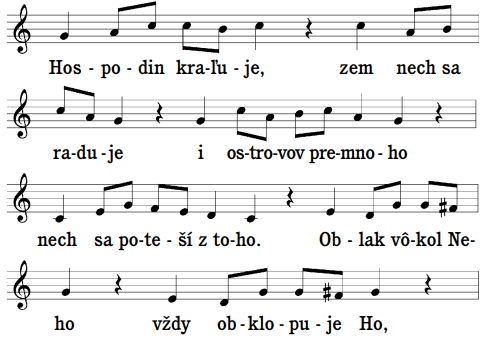 Hos - po - din kra-ľu - je, zem nech sa
ra-du - je i os-tro-vov pre-mno - ho
nech sa po-te - ší z to-ho. Ob - lak vô-kol Ne-
ho vždy ob-klo - pu - je Ho,